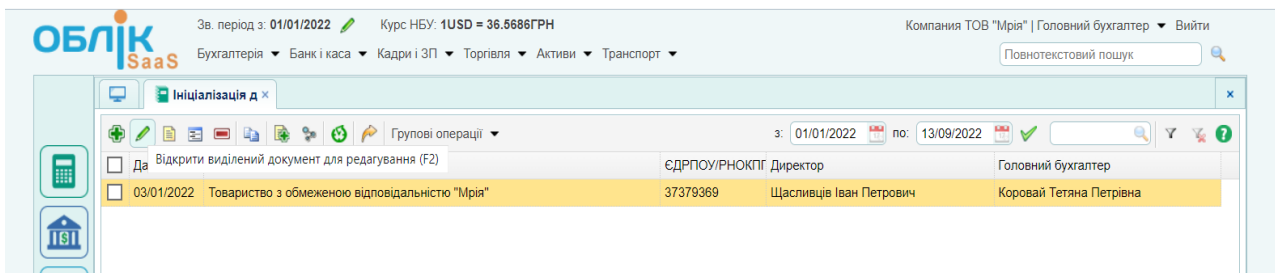 ОБЛІК SaaS
Зв. період з: 01/01/2022 Курс НБУ: 1USD = 36.5686ГРН
Компания ТОВ "Мрія" | Головний бухгалтер Вийти
Бухгалтерія Банк і каса Кадри і ЗП Торгівля Активи Транспорт
Повнотекстовий пошук
Ініціалізація д ×
×
Групові операції
з: 01/01/2022 по: 13/09/2022
Да ЄДРПОУ/РНОКПГ Директор Головний бухгалтер
Відкрити виділений документ для редагування (F2)
03/01/2022 Товариство з обмеженою відповідальністю "Мрія" 37379369 Щасливців Іван Петрович Коровай Тетяна Петрівна